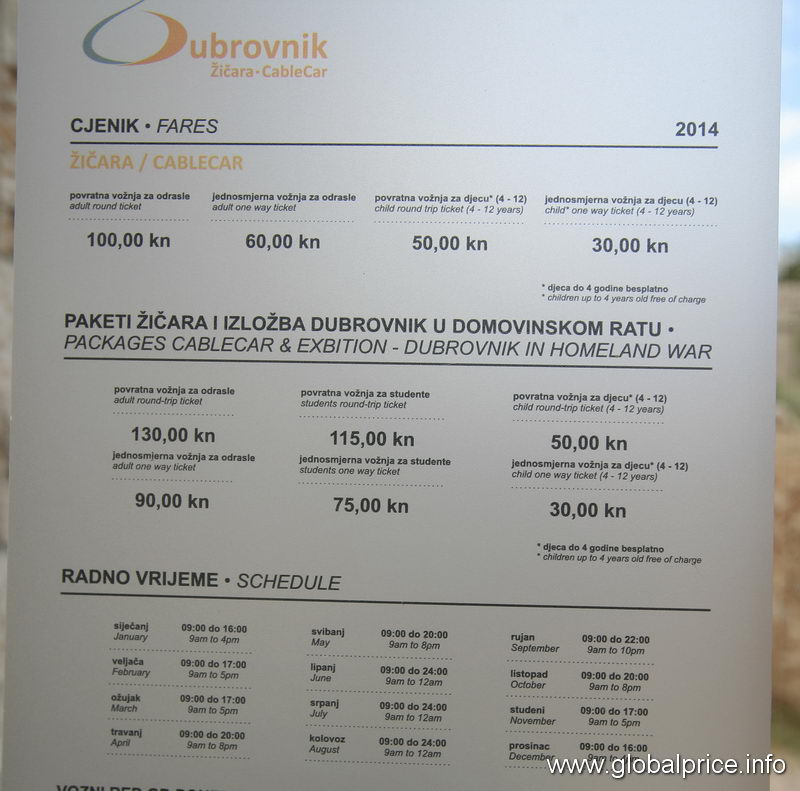 Dubrovnik
Žičara · CableCar
CJENIK • FARES 2014
ŽIČARA / CABLECAR
povratna vožnja za odrasle
adult round ticket
100,00 kn
jednosmjerna vožnja za odrasle
adult one way ticket
60,00 kn
povratna vožnja za djecu* (4 - 12)
child round trip ticket (4 - 12 years)
50,00 kn
jednosmjerna vožnja za djecu (4 - 12)
child* one way ticket (4 - 12 years)
30,00 kn
* djeca do 4 godine besplatno
* children up to 4 years old free of charge
PAKETI ŽIČARA I IZLOŽBA DUBROVNIK U DOMOVINSKOM RATU •
PACKAGES CABLECAR & EXBITION - DUBROVNIK IN HOMELAND WAR
povratna vožnja za odrasle
adult round-trip ticket
130,00 kn
jednosmjerna vožnja za odrasle
adult one way ticket
90,00 kn
povratna vožnja za studente
students round-trip ticket
115,00 kn
jednosmjerna vožnja za studente
students one way ticket
75,00 kn
povratna vožnja za djecu* (4 - 12)
child round-trip ticket (4 - 12 years)
50,00 kn
jednosmjerna vožnja za djecu* (4 - 12)
child one way ticket (4 - 12 years)
30,00 kn
* djeca do 4 godine besplatno
* children up to 4 years old free of charge
RADNO VRIJEME • SCHEDULE
siječanj 09:00 do 16:00
January 9am to 4pm
veljača 09:00 do 17:00
February 9am to 5pm
ožujak 09:00 do 17:00
March 9am to 5pm
travanj 09:00 do 20:00
April 9am to 8pm
svibanj 09:00 do 20:00
May 9am to 8pm
lipanj 09:00 do 24:00
June 9am to 12am
srpanj 09:00 do 24:00
July 9am to 12am
kolovoz 09:00 do 24:00
August 9am to 12am
rujan 09:00 do 22:00
September 9am to 10pm
listopad 09:00 do 20:00
October 9am to 8pm
studeni 09:00 do 17:00
November 9am to 5pm
prosinac 09:00 do 16:00
December
www.globalprice.info